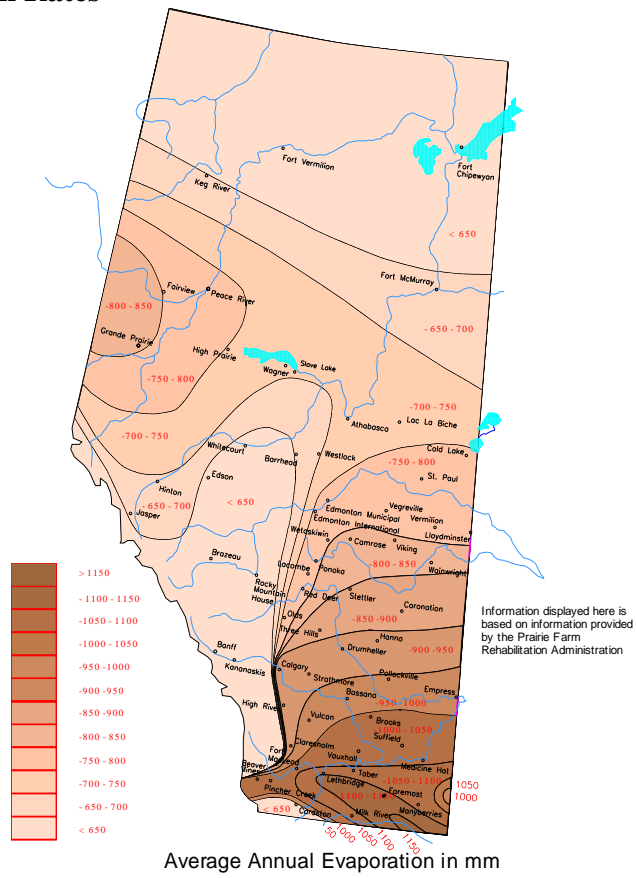 Fort Vermilion
Fort
Chipewyan
Keg River
< 650
Fort McMurray
Fairview
Peace River
-800 - 850
- 650 - 700
Grande Prairie
High Prairie
Slave Lake
Wagner
-750 - 800
-700 - 750
Athabasca
Lac La Biche
-700 - 750
Whitecourt
Barrhead
Westlock
Cold Lake
-750 - 800
St. Paul
Edson
Hinton
< 650
- 650 - 700
Jasper
Vegreville
Edmonton Municipal
Vermilion
Edmonton International
Lloydminster
Wetaskiwin
Camrose
Viking
Brozeau
Lacombe
Ponoka
-800 - 850
Wainwright
Rocky
Mountain
House
Red Deer
Stettler
Coronation
Olds
-850 -900
Three Hills
Hanna
Drumheller
-900 -950
Banff
Kananaskis
Calgary
Strathmore
Pollockville
Bassano
Empress
-950 -1000
High River
Vulcan
Brooks
-1000 - 1050
Suffield
Claresholm
Fort
Macleod
Vauxhall
Medicine Hat
Beaver
Mines
Taber
Lethbridge
-1050 -1100
Pincher Creek
Foremost
1050
1000
< 650
Cardston
Milk River
Manyberries
1000
1050
1100
1150
>1150
- 1100 - 1150
-1050 - 1100
-1000 - 1050
-950 -1000
- 900 - 950
-850 - 900
- 800 - 850
- 750 - 800
- 700 - 750
- 650 - 700
< 650
Information displayed here is
based on information provided
by the Prairie Farm
Rehabilitation Administration
Average Annual Evaporation in mm